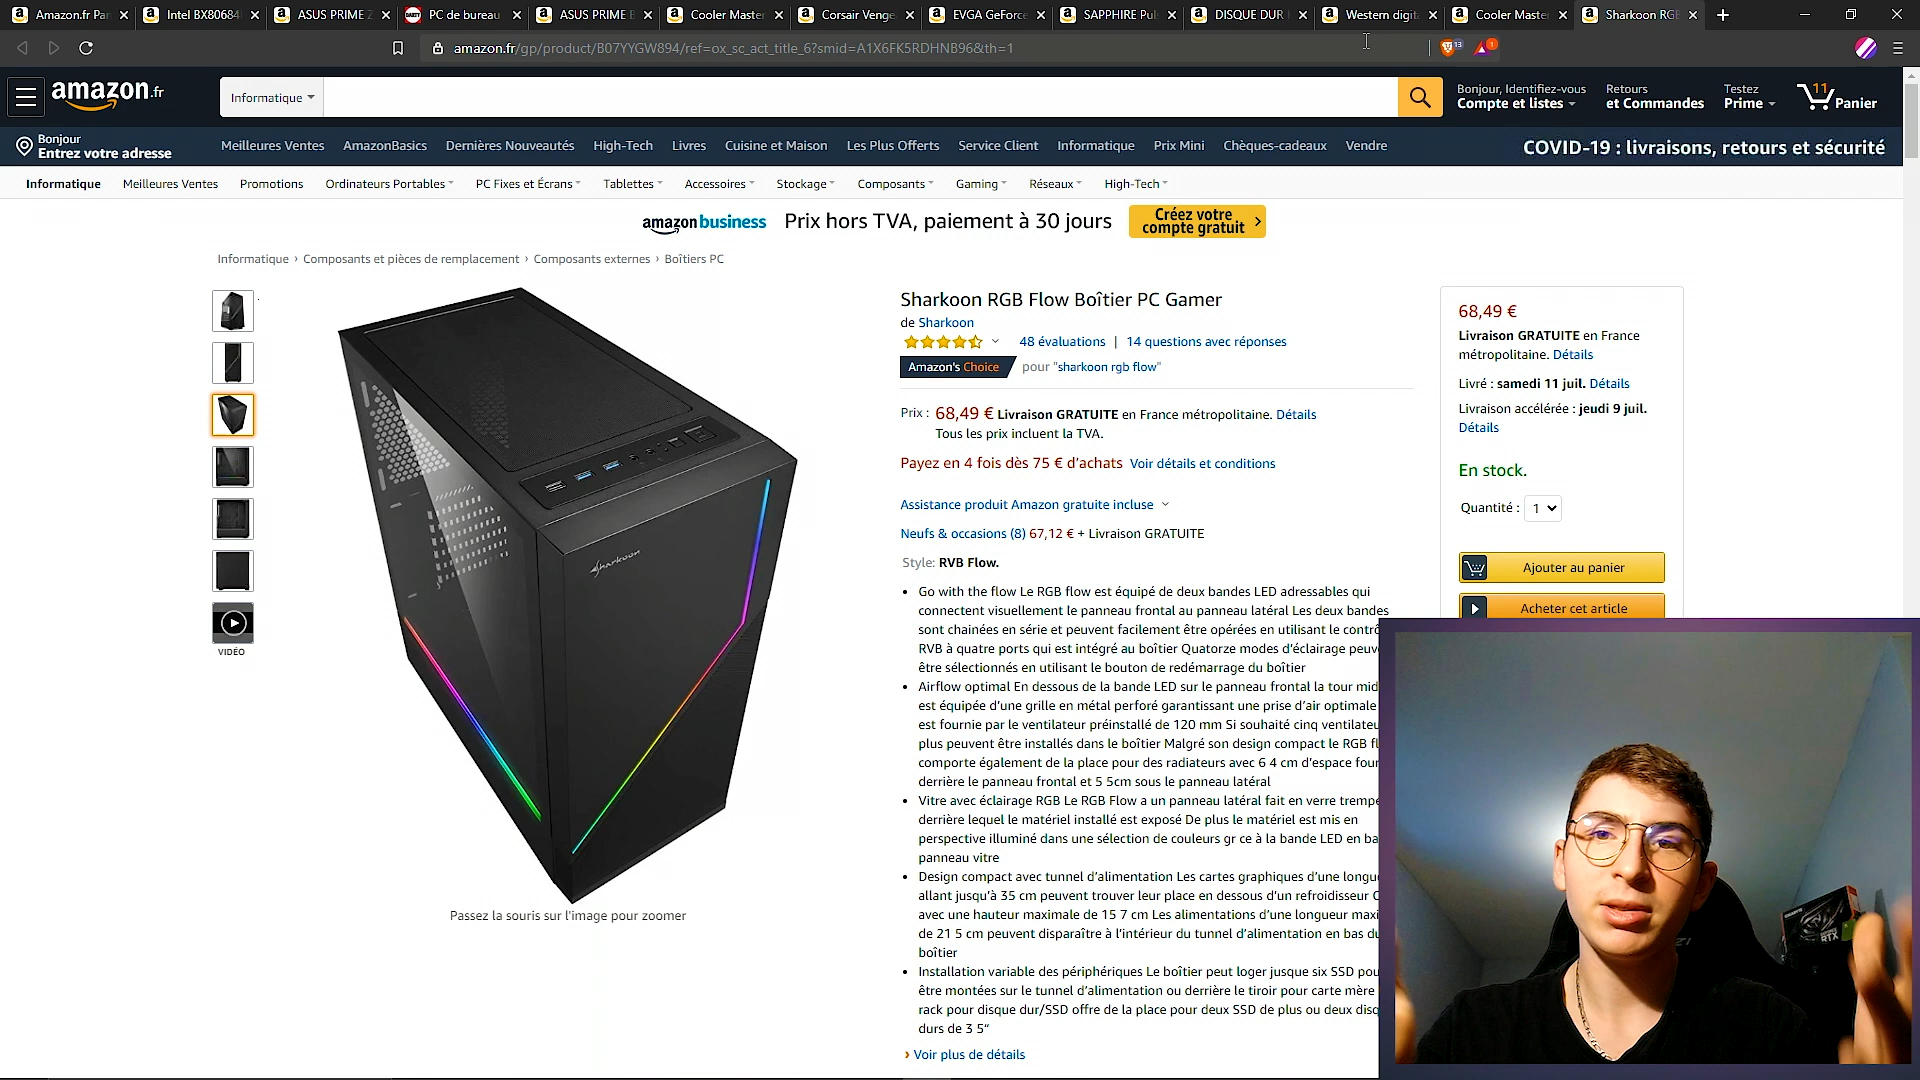 Amazon.fr Pan
Intel BX80684
ASUS PRIME Z
DARTY PC de bureau
ASUS PRIME B
Cooler Master
Corsair Venge
EVGA GeForce
SAPPHIRE Pul
DISQUE DUR
Western digit
Cooler Master
Sharkoon RGB
amazon.fr/gp/product/B07YYGW894/ref=ox_sc_act_title_6?smid=A1X6FK5RDHNB96&th=1
13
1
amazon.fr
Informatique
Bonjour, Identifiez-vous
Compte et listes
Retours
et Commandes
Testez
Prime
11
Panier
Bonjour
Entrez votre adresse
Meilleures Ventes AmazonBasics Dernières Nouveautés High-Tech Livres Cuisine et Maison Les Plus Offerts Service Client Informatique Prix Mini Chèques-cadeaux Vendre
COVID-19 : livraisons, retours et sécurité
Informatique Meilleures Ventes Promotions Ordinateurs Portables PC Fixes et Écrans Tablettes Accessoires Stockage Composants Gaming Réseaux High-Tech
amazon business Prix hors TVA, paiement à 30 jours
Créez votre
compte gratuit
Informatique › Composants et pièces de remplacement › Composants externes › Boîtiers PC
VIDÉO
sharkoon
Passez la souris sur l'image pour zoomer
Sharkoon RGB Flow Boîtier PC Gamer
de Sharkoon
48 évaluations | 14 questions avec réponses
Amazon's Choice pour "sharkoon rgb flow"
Prix : 68,49 € Livraison GRATUITE en France métropolitaine. Détails
Tous les prix incluent la TVA.
Payez en 4 fois dès 75 € d'achats Voir détails et conditions
Assistance produit Amazon gratuite incluse
Neufs & occasions (8) 67,12 € + Livraison GRATUITE
Style: RVB Flow.
• Go with the flow Le RGB flow est équipé de deux bandes LED adressables qui
connectent visuellement le panneau frontal au panneau latéral Les deux bandes
sont chainées en série et peuvent facilement être opérées en utilisant le contrô
RVB à quatre ports qui est intégré au boîtier Quatorze modes d'éclairage peuv
être sélectionnés en utilisant le bouton de redémarrage du boîtier
• Airflow optimal En dessous de la bande LED sur le panneau frontal la tour mid
est équipée d'une grille en métal perforé garantissant une prise d'air optimale
est fournie par le ventilateur préinstallé de 120 mm Si souhaité cinq ventilateu
plus peuvent être installés dans le boîtier Malgré son design compact le RGB fl
comporte également de la place pour des radiateurs avec 6 4 cm d'espace four
derrière le panneau frontal et 5 5cm sous le panneau latéral
• Vitre avec éclairage RGB Le RGB Flow a un panneau latéral fait en verre trempe
derrière lequel le matériel installé est exposé De plus le matériel est mis en
perspective illuminé dans une sélection de couleurs gr ce à la bande LED en ba
panneau vitre
• Design compact avec tunnel d'alimentation Les cartes graphiques d'une longue
allant jusqu'à 35 cm peuvent trouver leur place en dessous d'un refroidisseur C
avec une hauteur maximale de 15 7 cm Les alimentations d'une longueur maxi
de 21 5 cm peuvent disparaître à l'intérieur du tunnel d'alimentation en bas du
boîtier
• Installation variable des périphériques Le boîtier peut loger jusque six SSD pou
être montées sur le tunnel d'alimentation ou derrière le tiroir pour carte mère
rack pour disque dur/SSD offre de la place pour deux SSD de plus ou deux disq
durs de 3 5"
› Voir plus de détails
68,49 €
Livraison GRATUITE en France
métropolitaine. Détails
Livré : samedi 11 juil. Détails
Livraison accélérée : jeudi 9 juil.
Détails
En stock.
Quantité : 1
Ajouter au panier
Acheter cet article
GIGABYTE
RTX